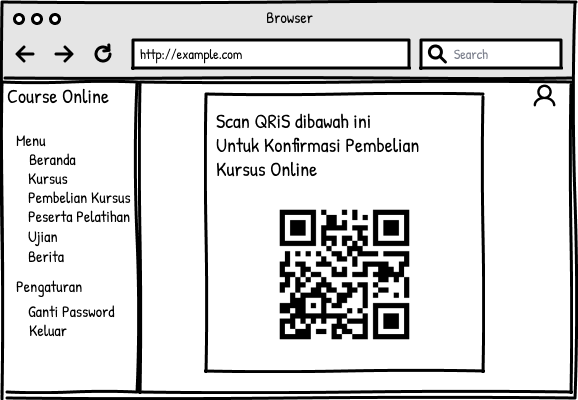 Browser
http://example.com
Search
Course Online
Menu
Beranda
Kursus
Pembelian Kursus
Peserta Pelatihan
Ujian
Berita
Pengaturan
Ganti Password
Keluar
Scan QRiS dibawah ini
Untuk Konfirmasi Pembelian
Kursus Online